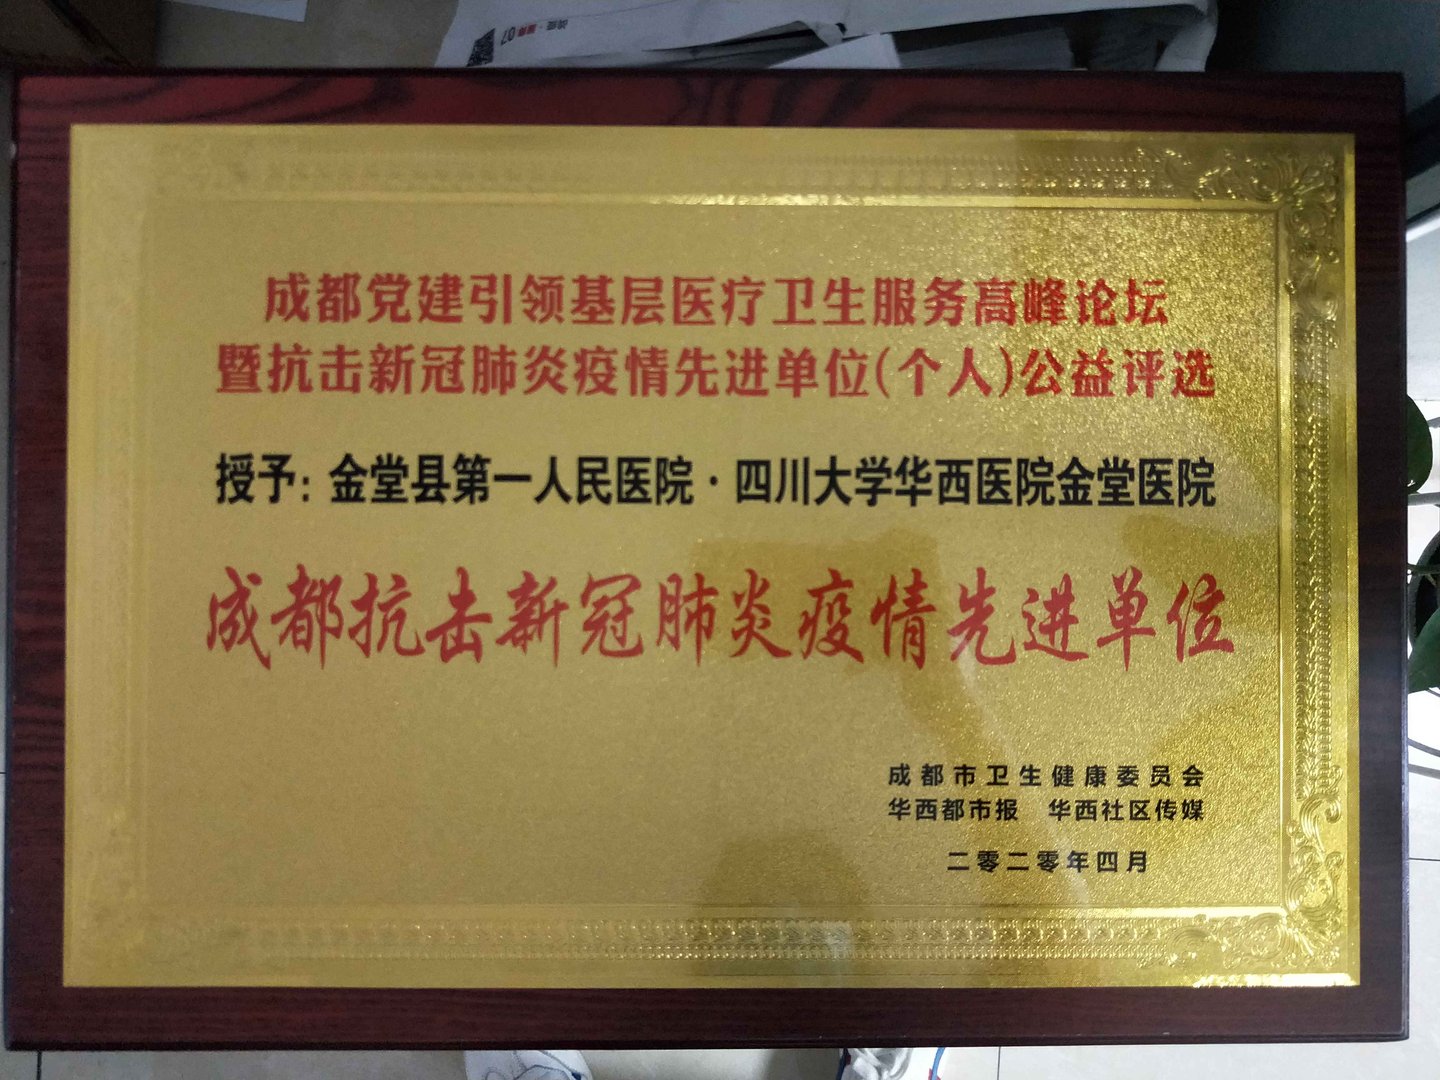 成都党建引领基层医疗卫生服务高峰论坛
暨抗击新冠肺炎疫情先进单位(个人)公益评选
授予:金堂县第一人民医院·四川大学华西医院金堂医院
成都抗击新冠肺炎疫情先进单位
成都市卫生健康委员会
华西都市报 华西社区传媒
二零二零年四月